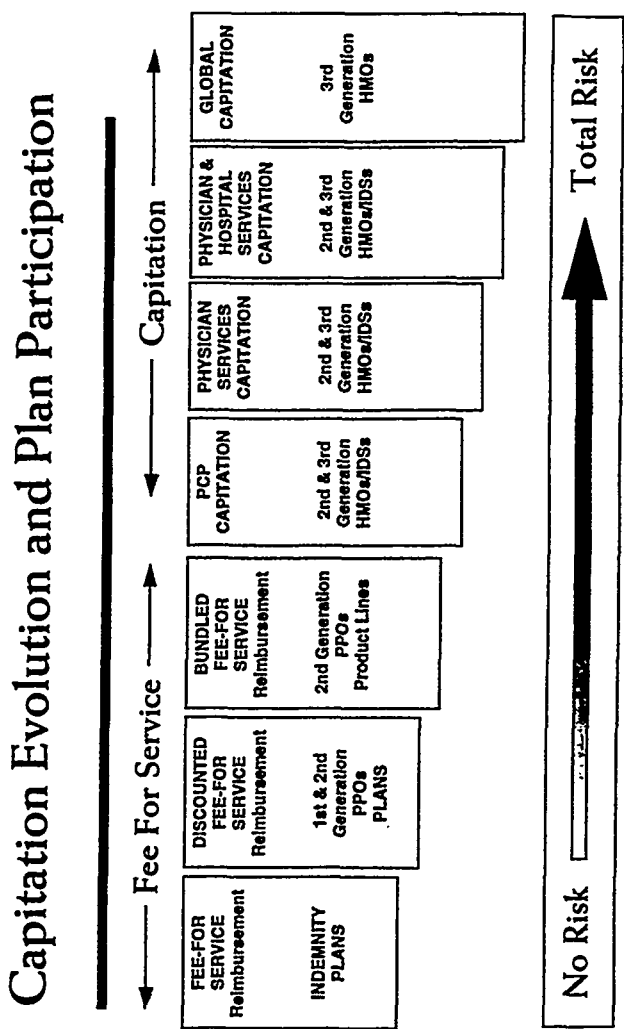 Capitation Evolution and Plan Participation
Fee For Service
Capitation
FEE-FOR
SERVICE
Reimbursement
INDEMNITY
PLANS
DISCOUNTED
FEE-FOR
SERVICE
Reimbursement
1st & 2nd
Generation
PPOs
PLANS
BUNDLED
FEE-FOR
SERVICE
Reimbursement
2nd Generation
PPOs
Product Lines
PCP
CAPITATION
2nd & 3rd
Generation
HMOs/IDSs
PHYSICIAN
SERVICES
CAPITATION
2nd & 3rd
Generation
HMOs/IDSs
PHYSICIAN &
HOSPITAL
SERVICES
CAPITATION
2nd & 3rd
Generation
HMOs/IDSs
GLOBAL
CAPITATION
3rd
Generation
HMOs
No Risk
Total Risk